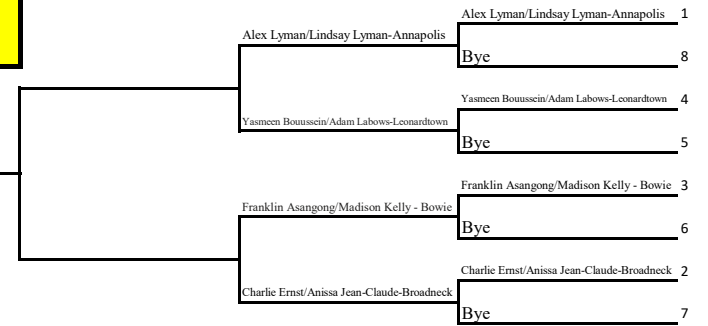 Alex Lyman/Lindsay Lyman-Annapolis 1
Alex Lyman/Lindsay Lyman-Annapolis
Bye 8
Yasmeen Bouussein/Adam Labows-Leonardtown 4
Yasmeen Bouussein/Adam Labows-Leonardtown
Bye 5
Franklin Asangong/Madison Kelly - Bowie 3
Franklin Asangong/Madison Kelly - Bowie
Bye 6
Charlie Ernst/Anissa Jean-Claude-Broadneck 2
Charlie Ernst/Anissa Jean-Claude-Broadneck
Bye 7